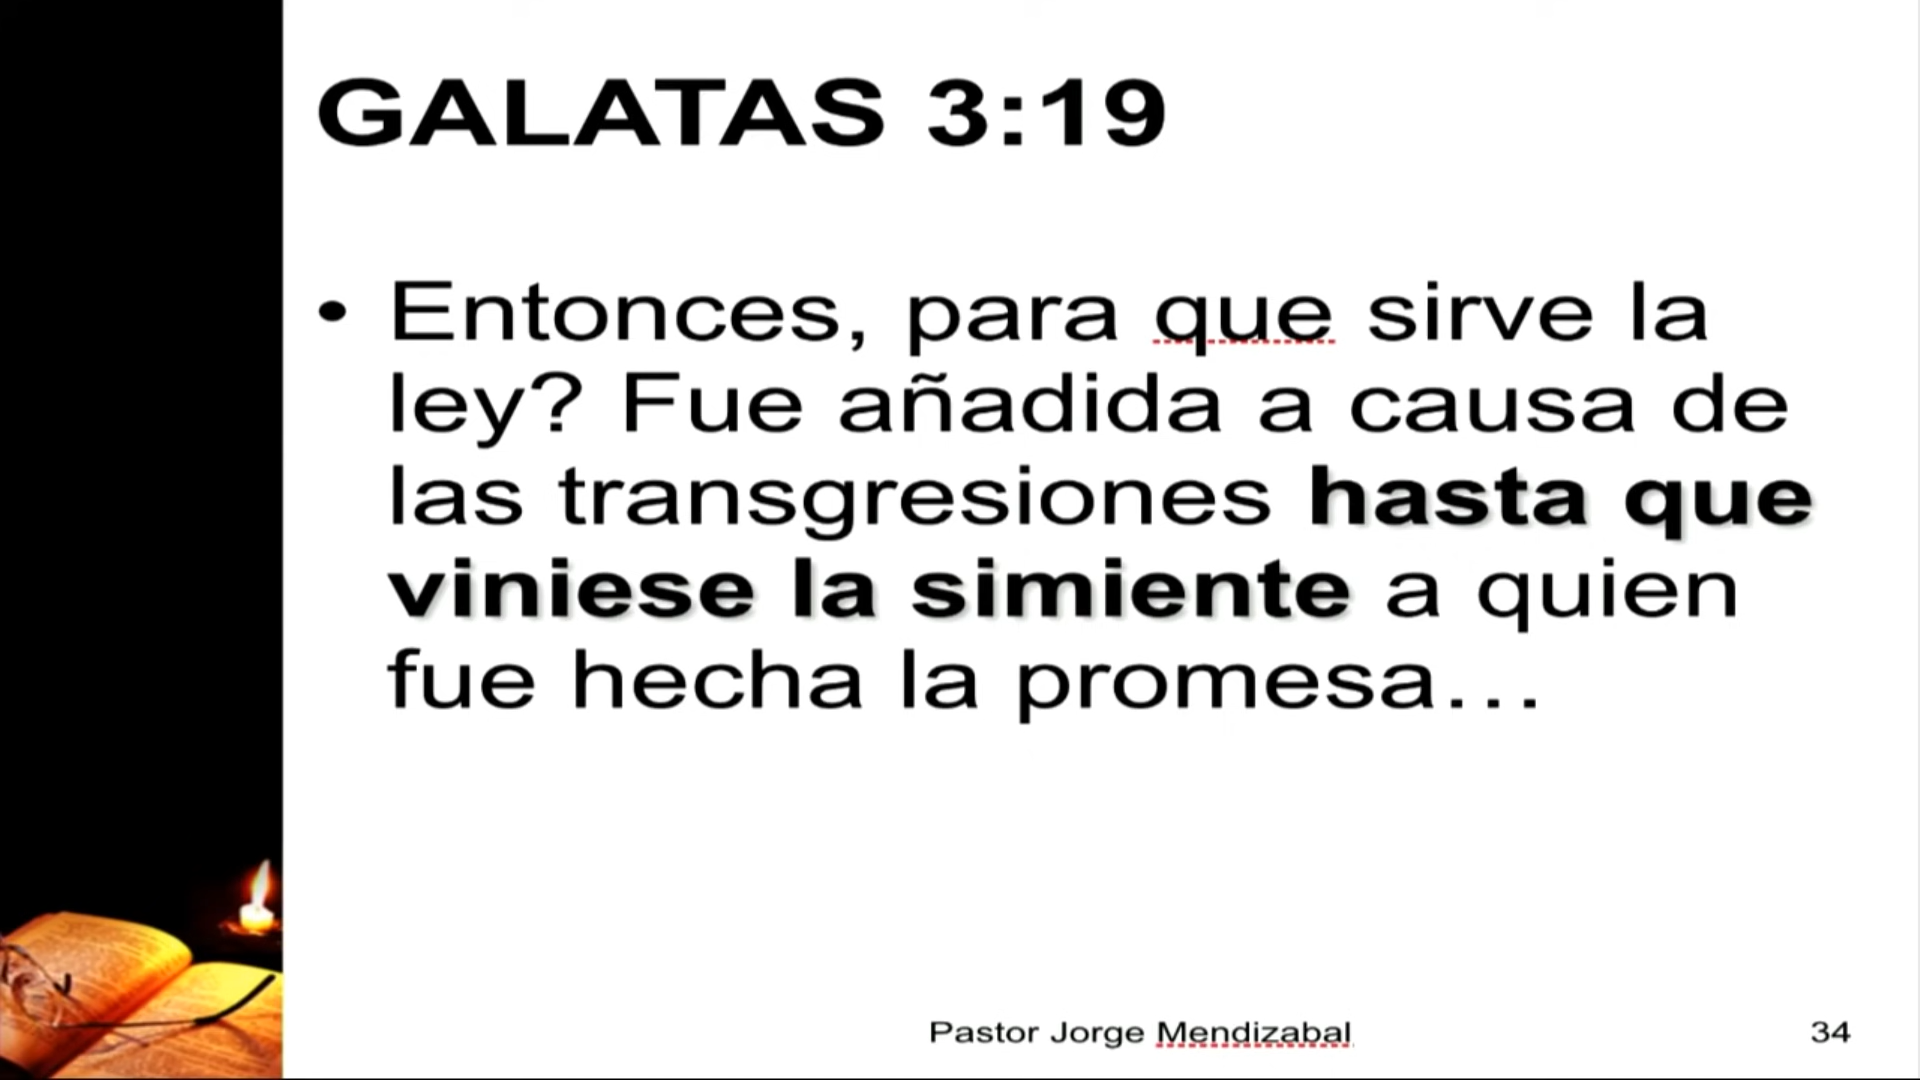 GALATAS 3:19
• Entonces, para que sirve la
ley? Fue añadida a causa de
las transgresiones hasta que
viniese la simiente a quien
fue hecha la promesa…
Pastor Jorge Mendizabal
34